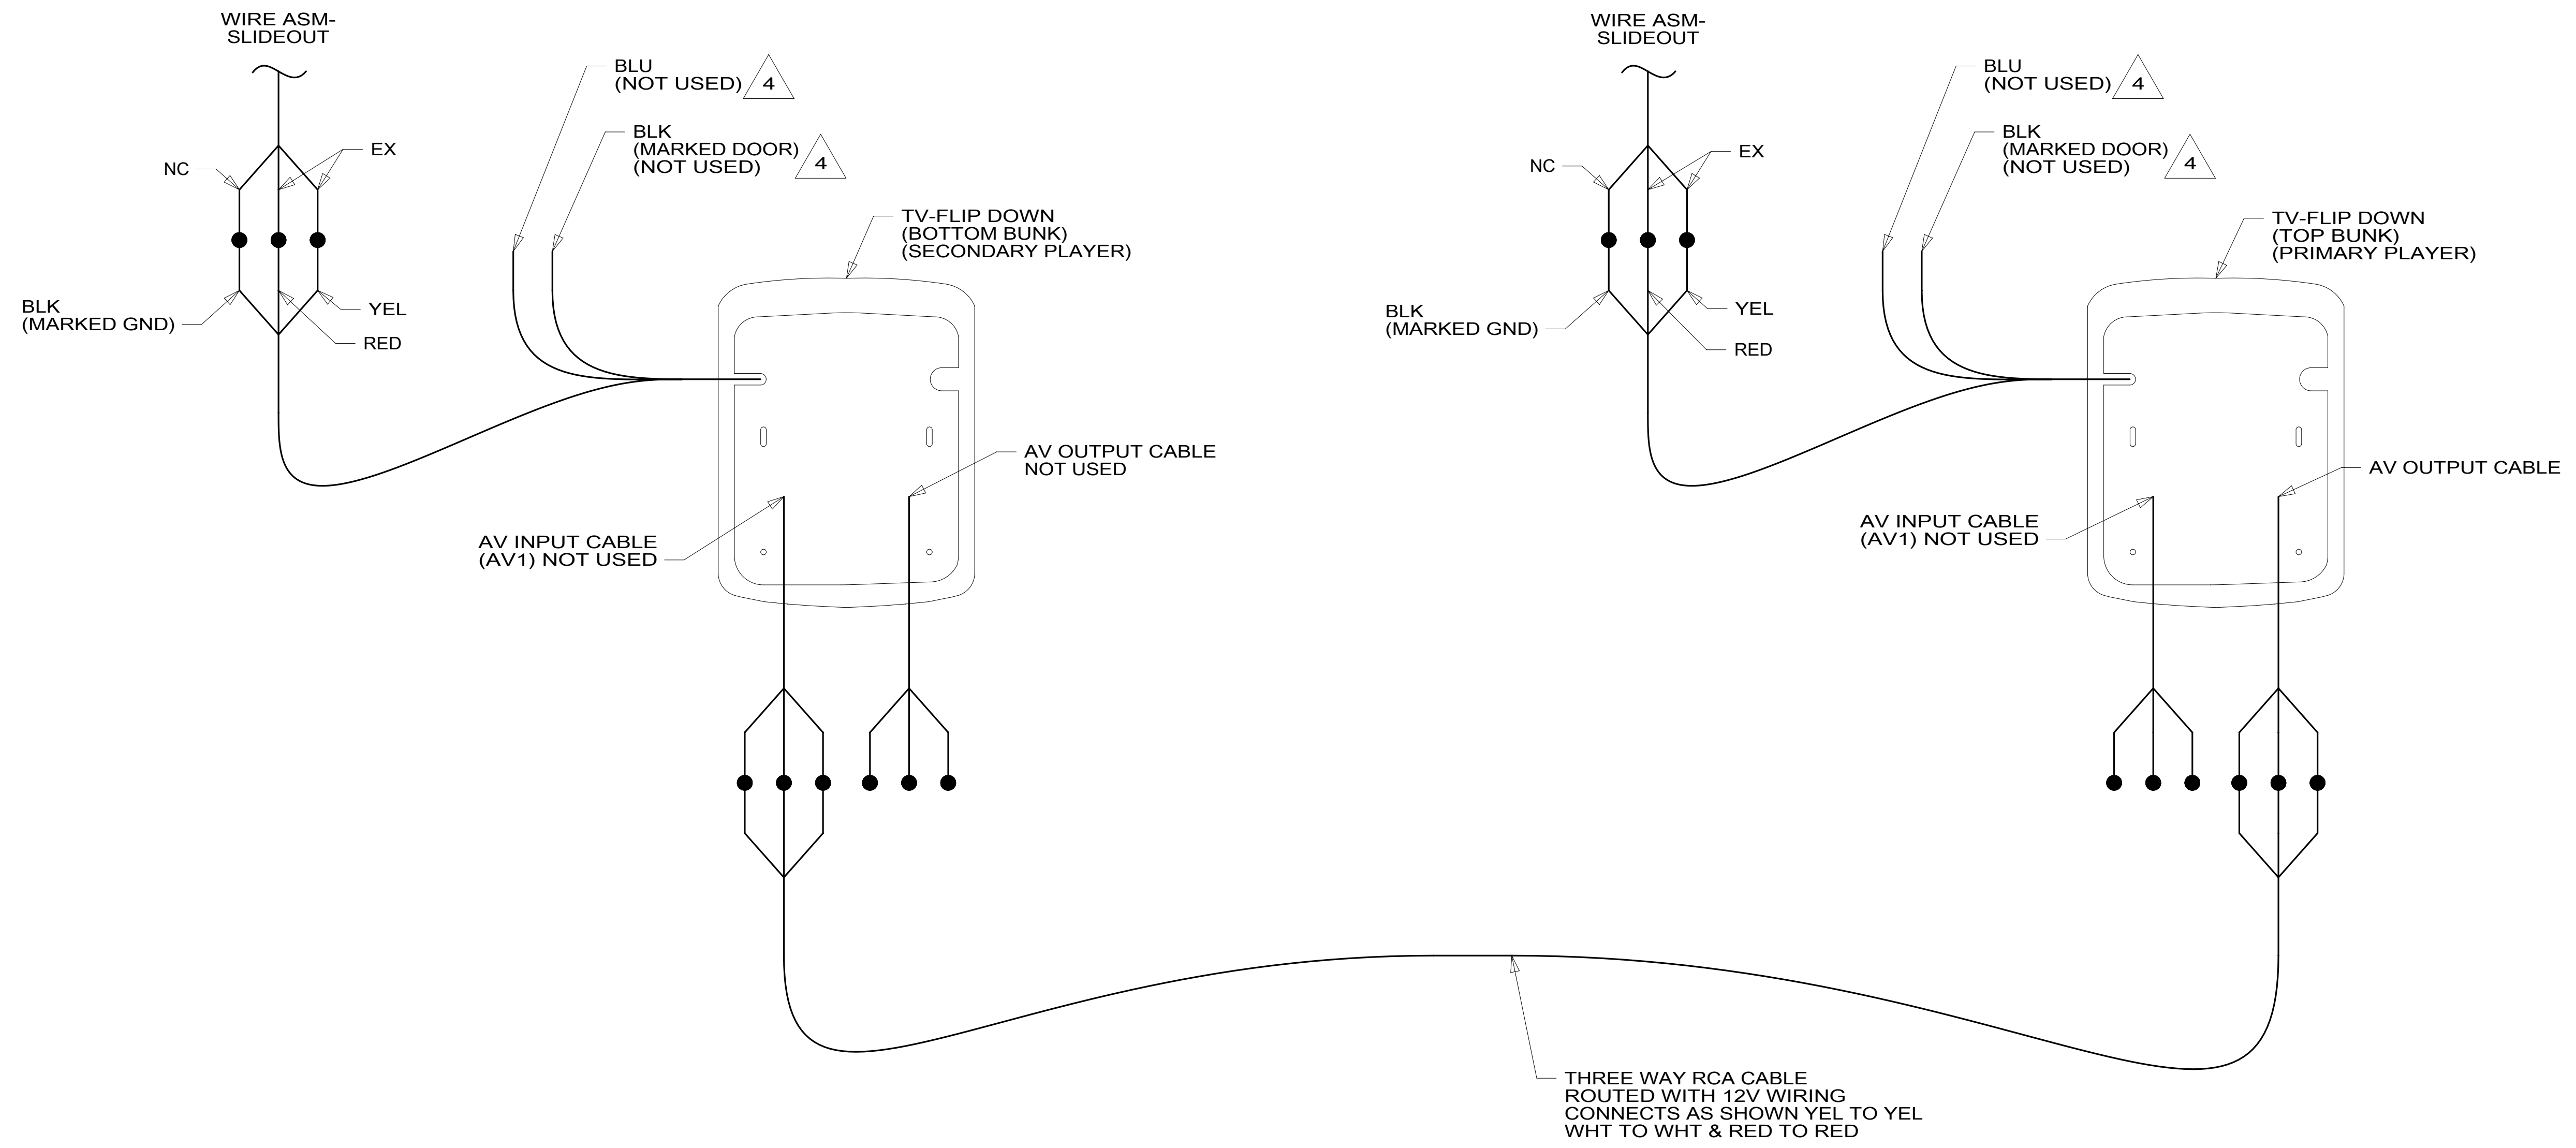 WIRE ASM-
SLIDEOUT
BLU
(NOT USED)
4
BLK
(MARKED DOOR)
(NOT USED)
4
EX
NC
TV-FLIP DOWN
(BOTTOM BUNK)
(SECONDARY PLAYER)
BLK
(MARKED GND)
YEL
RED
AV OUTPUT CABLE
NOT USED
AV INPUT CABLE
(AV1) NOT USED
WIRE ASM-
SLIDEOUT
BLU
(NOT USED)
4
BLK
(MARKED DOOR)
(NOT USED)
4
EX
NC
TV-FLIP DOWN
(TOP BUNK)
(PRIMARY PLAYER)
BLK
(MARKED GND)
YEL
RED
AV OUTPUT CABLE
AV INPUT CABLE
(AV1) NOT USED
THREE WAY RCA CABLE
ROUTED WITH 12V WIRING
CONNECTS AS SHOWN YEL TO YEL
WHT TO WHT & RED TO RED